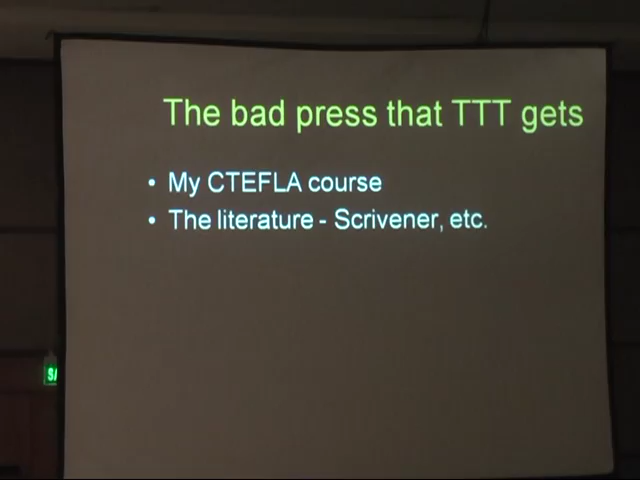 The bad press that TTT gets
• My CTEFLA course
• The literature - Scrivener, etc.